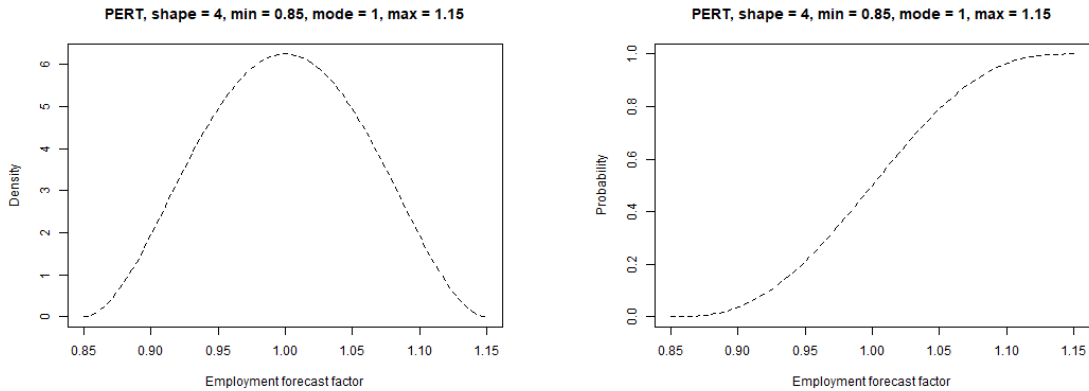 PERT, shape = 4, min = 0.85, mode = 1, max = 1.15
Density
6
5
4
3
2
1
0
0.85 0.90 0.95 1.00 1.05 1.10 1.15
Employment forecast factor
PERT, shape = 4, min = 0.85, mode = 1, max = 1.15
Probability
1.0
0.8
0.6
0.4
0.2
0.0
0.85 0.90 0.95 1.00 1.05 1.10 1.15
Employment forecast factor